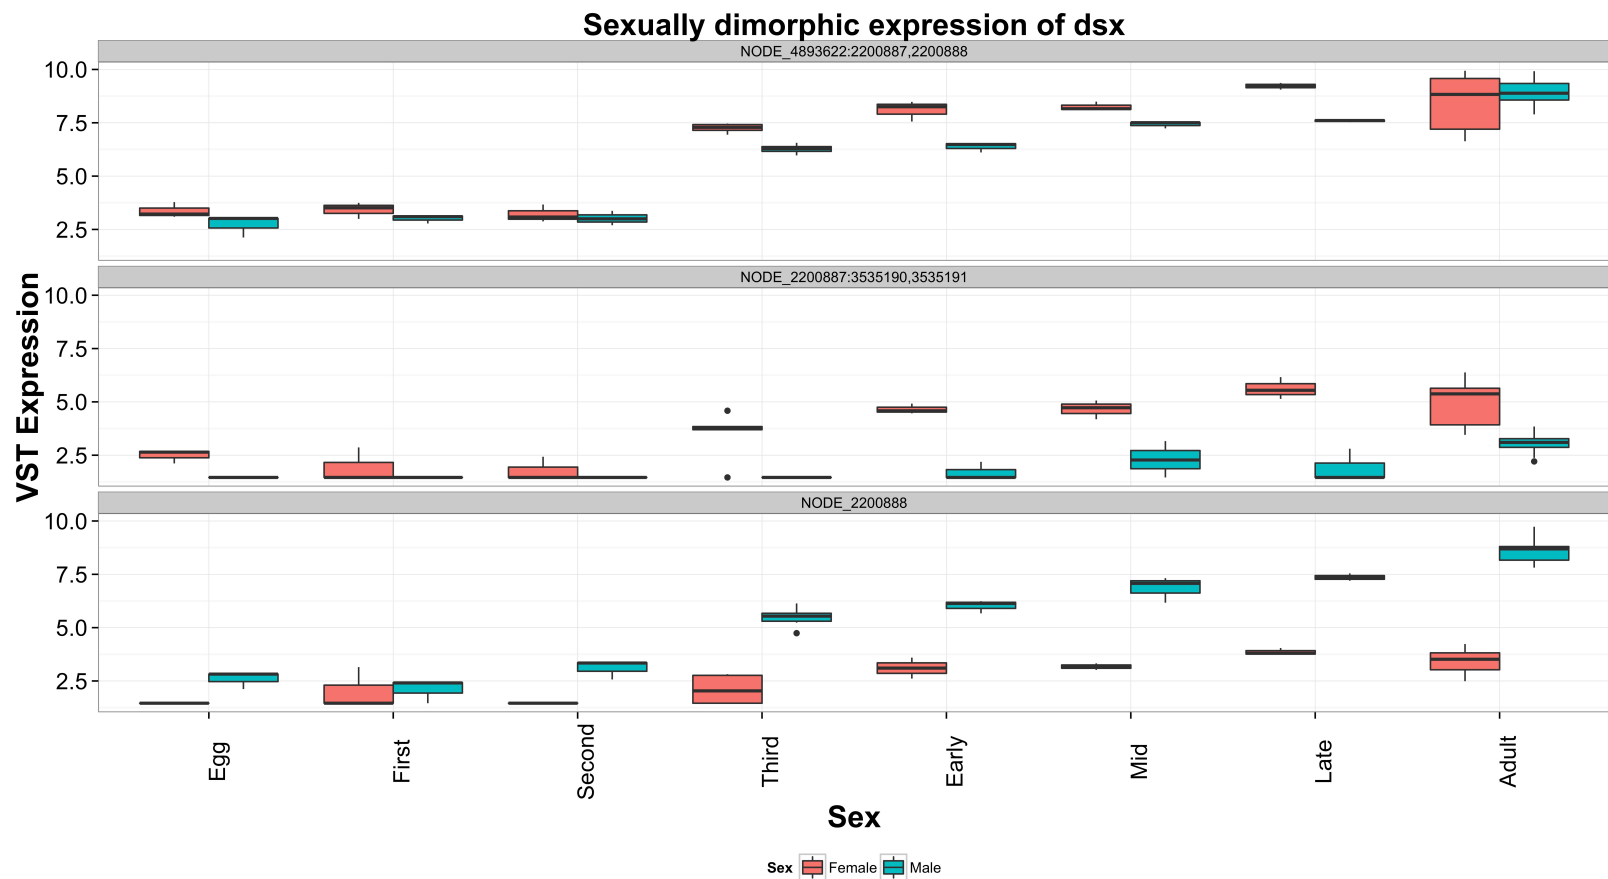 Sexually dimorphic expression of dsx
NODE_4893622:2200887,2200888
10.0
7.5
5.0
2.5
NODE_2200887:3535190,3535191
10.0
7.5
5.0
2.5
NODE_2200888
10.0
7.5
5.0
2.5
VST Expression
Egg
First
Second
Third
Early
Mid
Late
Adult
Sex
Sex Female Male